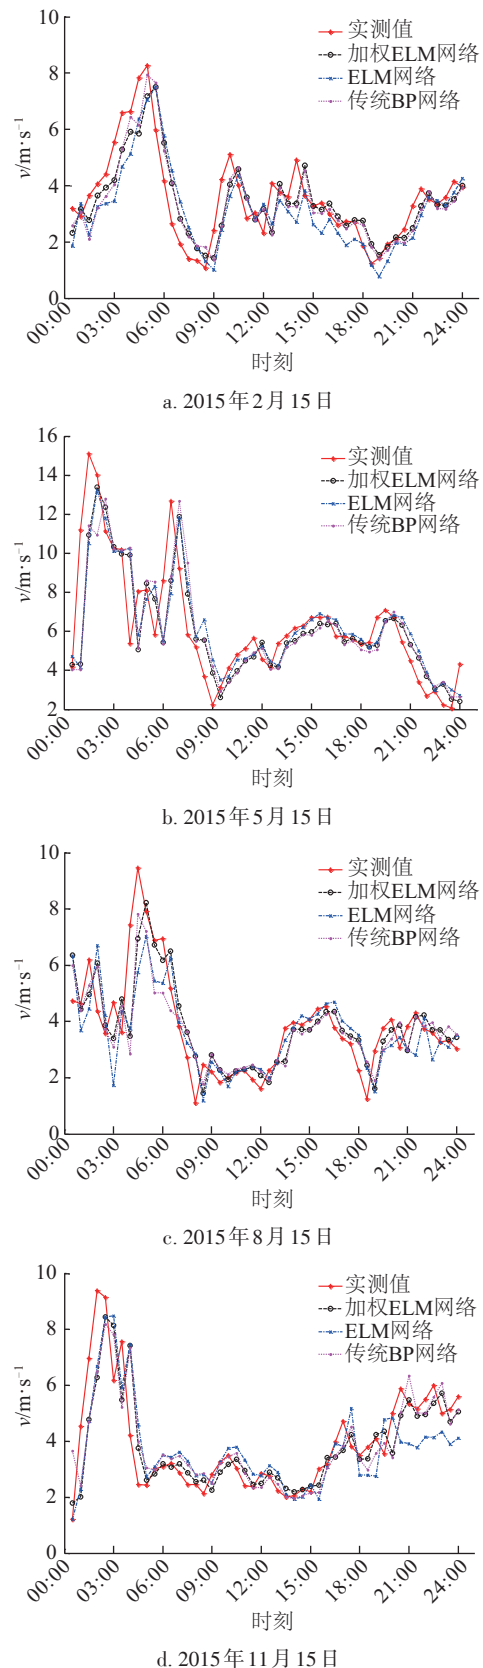 10
8
6
4
2
0
v/m·s⁻¹
实测值
加权ELM网络
ELM网络
传统BP网络
00:00
03:00
06:00
09:00
12:00
15:00
18:00
21:00
24:00
时刻
a. 2015年2月15日
16
14
12
10
8
6
4
2
v/m·s⁻¹
实测值
加权ELM网络
ELM网络
传统BP网络
00:00
03:00
06:00
09:00
12:00
15:00
18:00
21:00
24:00
时刻
b. 2015年5月15日
10
8
6
4
2
0
v/m·s⁻¹
实测值
加权ELM网络
ELM网络
传统BP网络
00:00
03:00
06:00
09:00
12:00
15:00
18:00
21:00
24:00
时刻
c. 2015年8月15日
10
8
6
4
2
0
v/m·s⁻¹
实测值
加权ELM网络
ELM网络
传统BP网络
00:00
03:00
06:00
09:00
12:00
15:00
18:00
21:00
24:00
时刻
d. 2015年11月15日